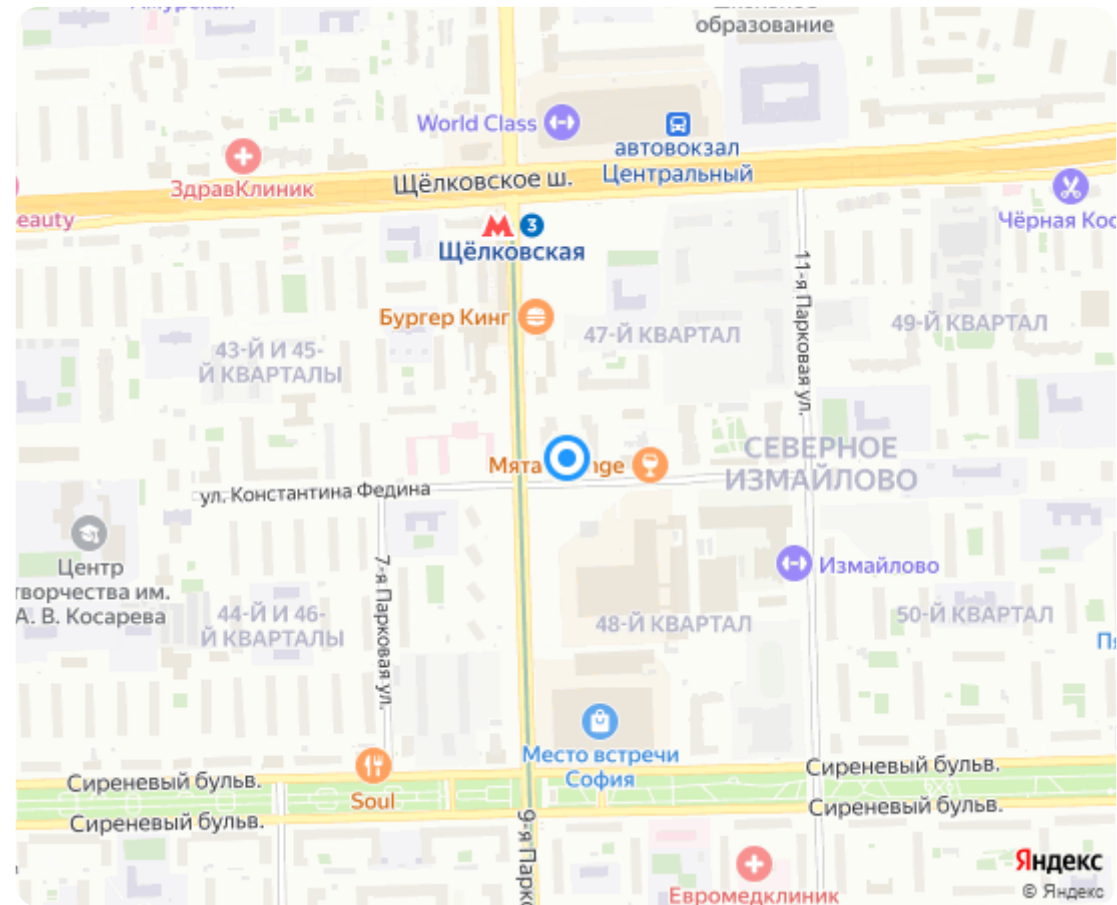 образование
World Class
автовокзал
Центральный
ЗдравКлиник
Щёлковское ш.
eauty
3
Щёлковская
Чёрная Кос
11-я Парковая ул.
Бургер Кинг
47-Й КВАРТАЛ
49-Й КВАРТАЛ
43-Й И 45-
Й КВАРТАЛЫ
Мята
nge
СЕВЕРНОЕ
ИЗМАЙЛОВО
ул. Константина Федина
Центр
творчества им.
А. В. Косарева
7-я Парковая ул.
Измайлово
44-Й И 46-
Й КВАРТАЛЫ
48-Й КВАРТАЛ
50-Й КВАРТАЛ
Место встречи
София
Сиреневый бульв.
Soul
Сиреневый бульв.
Сиреневый бульв.
Сиреневый бульв.
9-я Парко
Евромедклиник
Яндекс
© Яндекс